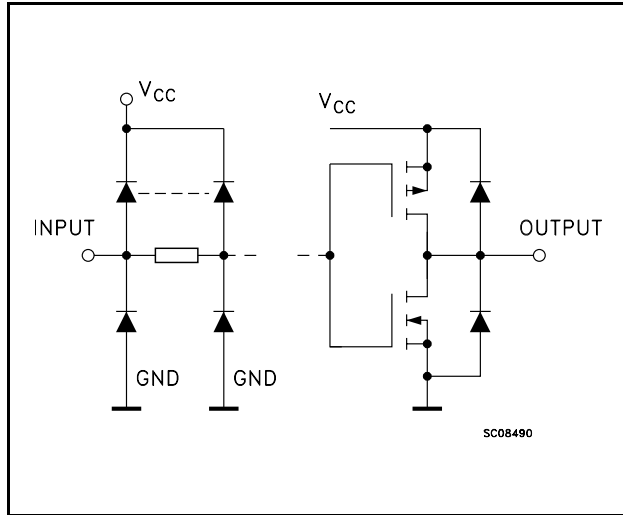 VCC
VCC
INPUT
OUTPUT
GND
GND
SC08490